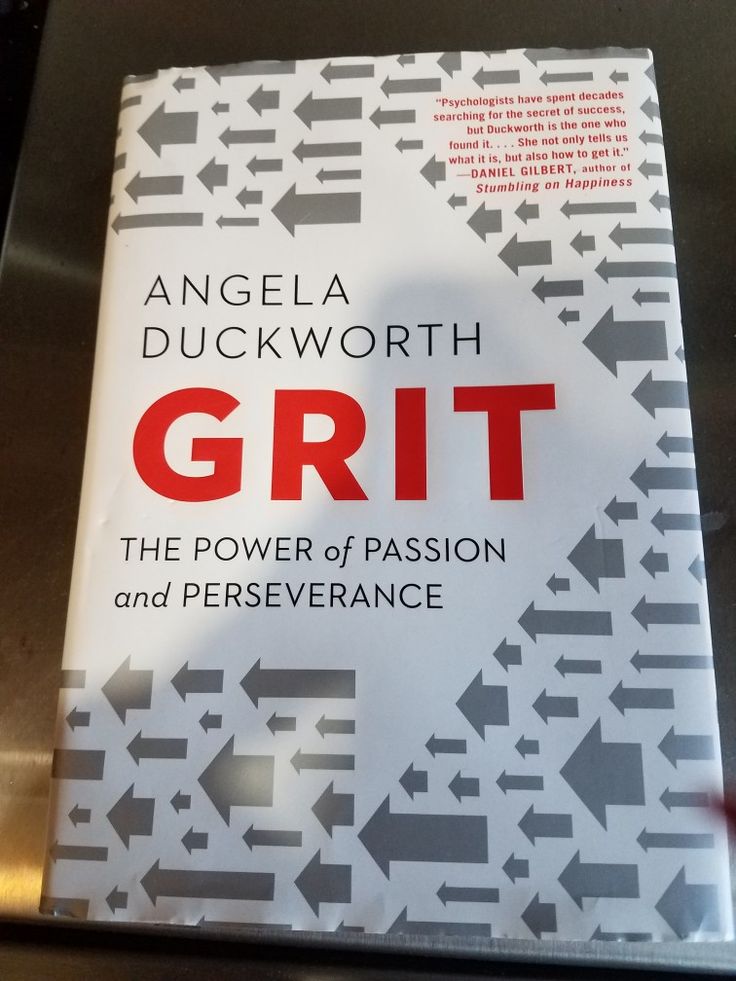 "Psychologists have spent decades
searching for the secret of success,
but Duckworth is the one who
found it. . . . She not only tells us
what it is, but also how to get it."
—DANIEL GILBERT, author of
Stumbling on Happiness
ANGELA
DUCKWORTH
GRIT
THE POWER of PASSION
and PERSEVERANCE